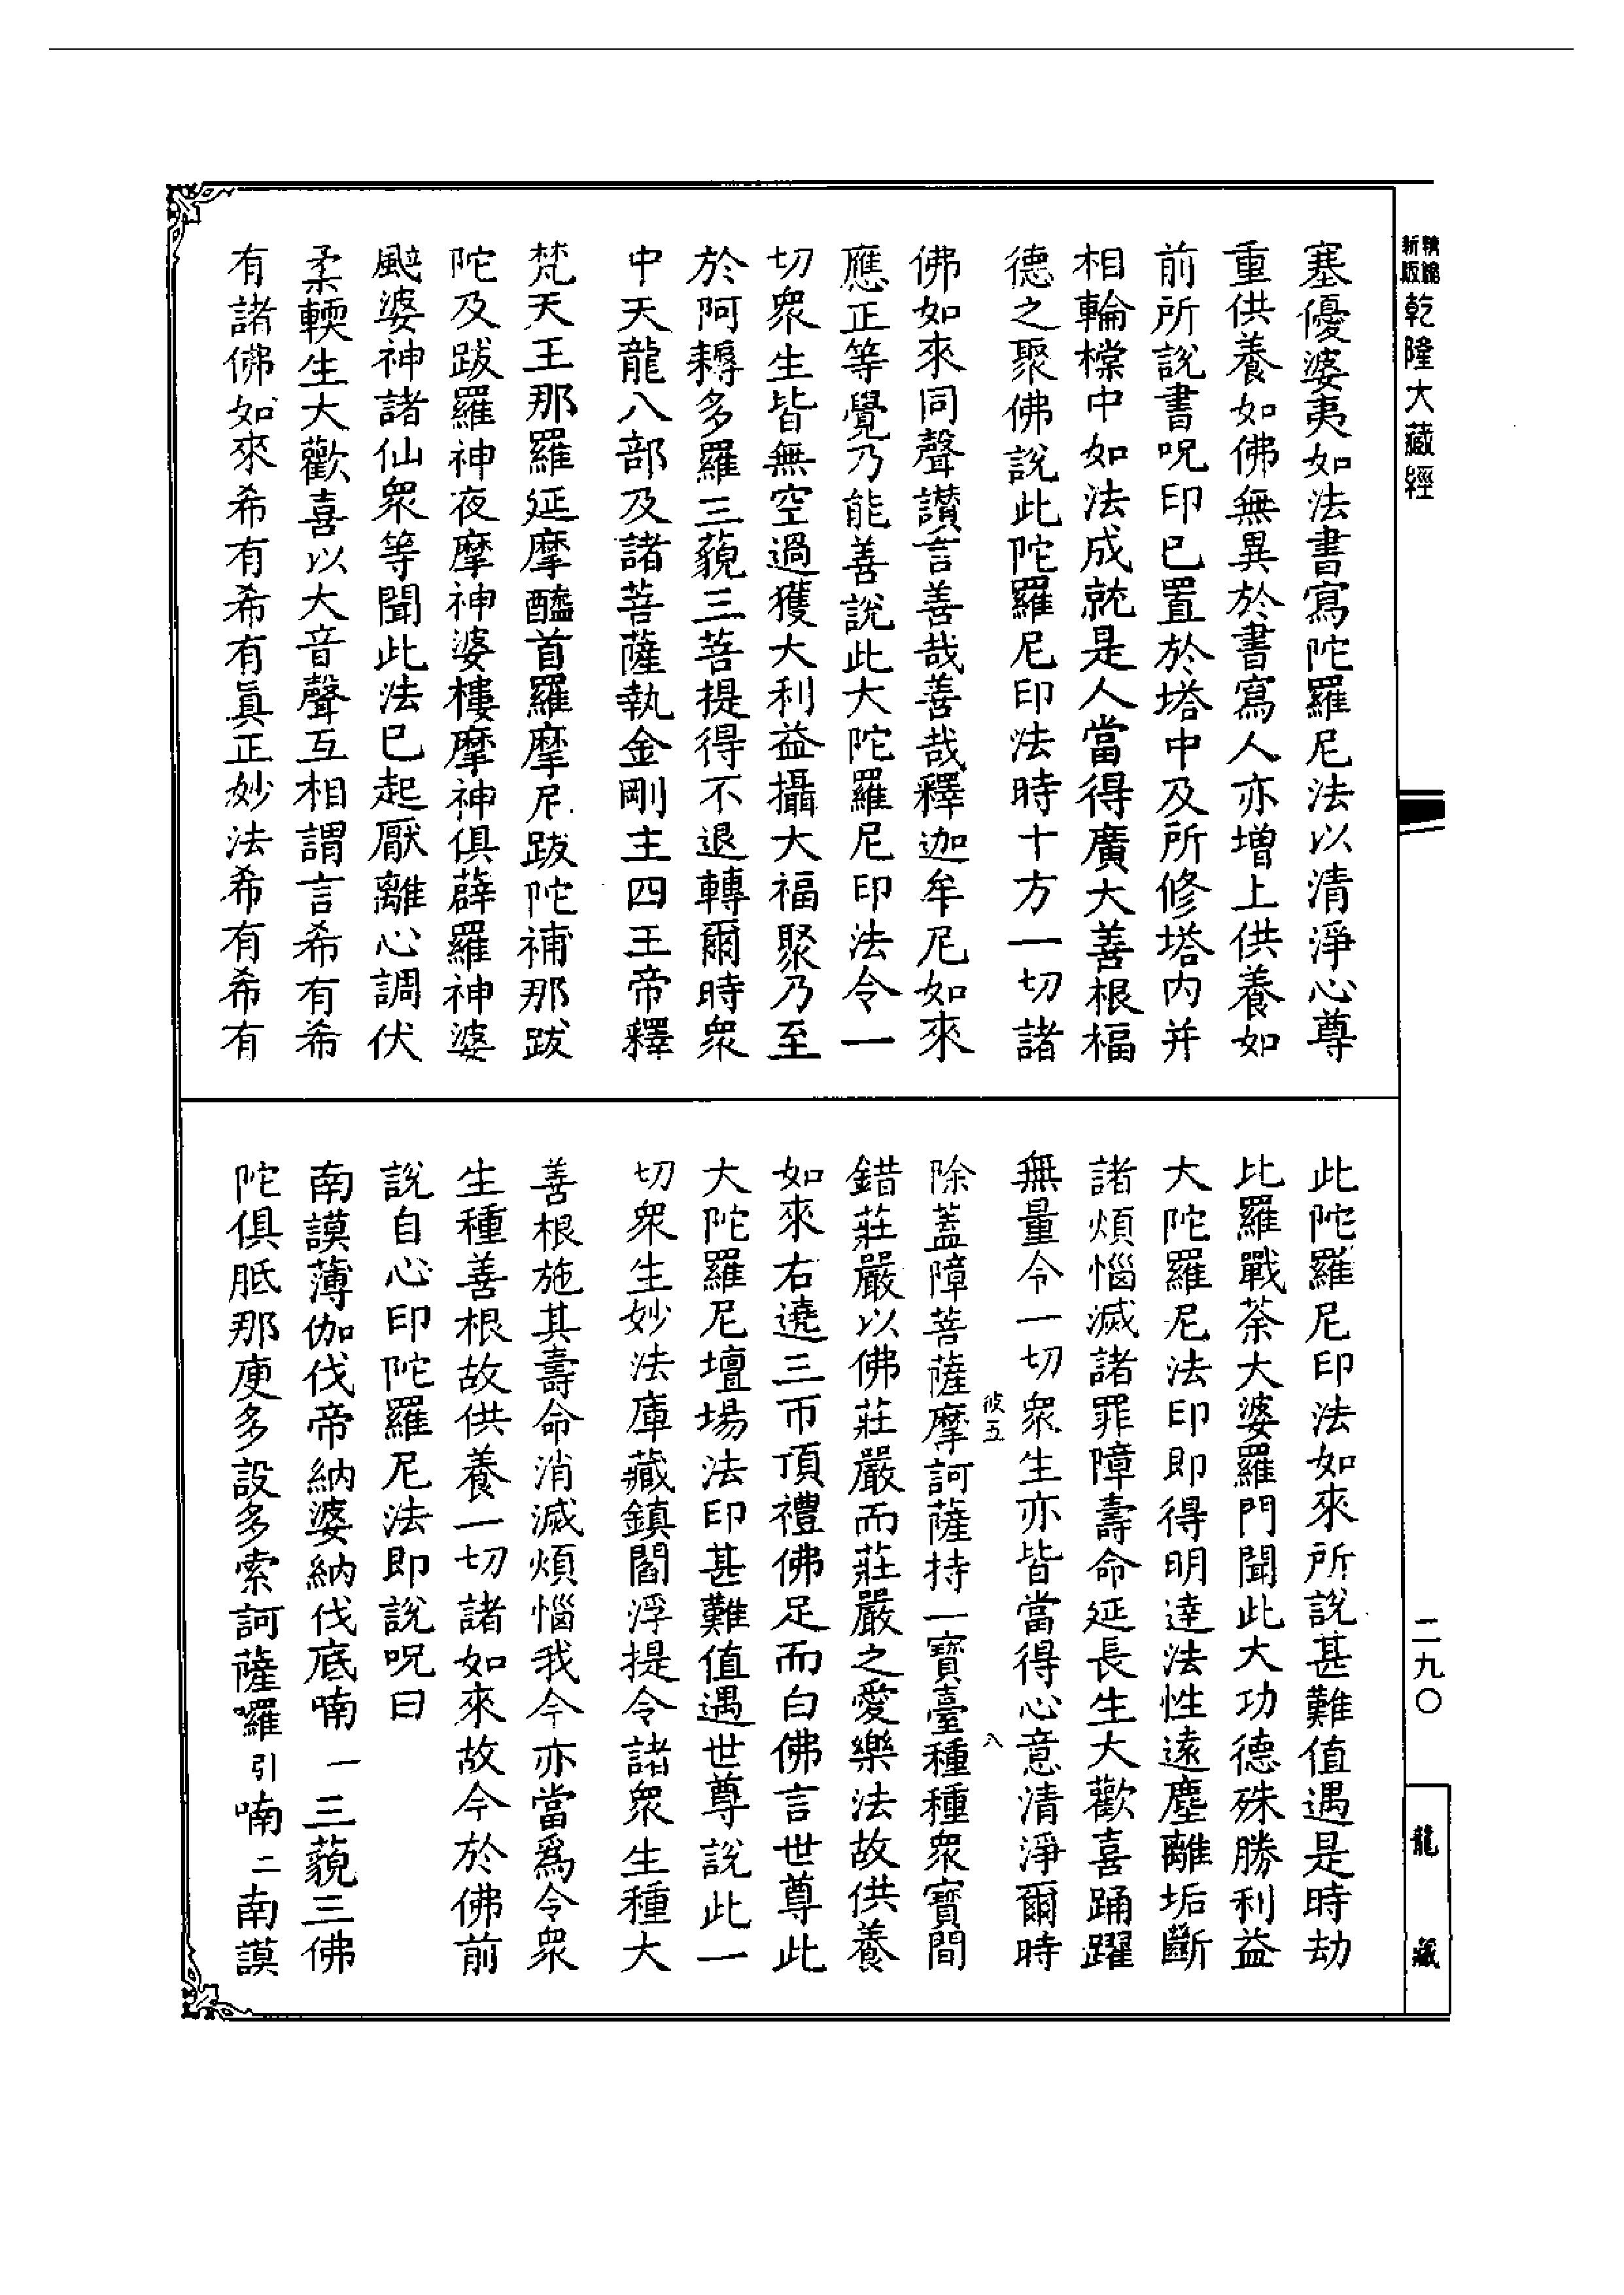 乾隆大藏經
塞優婆夷如法書寫陀羅尼法以清淨心尊
重供養如佛無異於書寫人亦增上供養如
前所說書呪印已置於塔中及所修塔內并
相輪橖中如法成就是人當得廣大善根福
德之聚佛說此陀羅尼印法時十方一切諸
佛如來同聲讃言善哉善哉釋迦牟尼如來
應正等覺乃能善說此大陀羅尼印法令一
切衆生皆無空過獲大利益攝大福聚乃至
於阿耨多羅三藐三菩提得不退轉爾時衆
中天龍八部及諸菩薩執金剛主四王帝釋
梵天王那羅延摩醯首羅摩尼跋陀補那跋
陀及跋羅神夜摩神婆樓摩神俱薜羅神婆
颰婆神諸仙衆等聞此法已起厭離心調伏
柔輭生大歡喜以大音聲互相謂言希有希
有諸佛如來希有希有眞正妙法希有希有
此陀羅尼印法如來所說甚難值遇是時劫
比羅戰荼大婆羅門聞此大功德殊勝利益
大陀羅尼法印即得明達法性遠塵離垢斷
諸煩惱滅諸罪障壽命延長生大歡喜踊躍
無量令一切衆生亦皆當得心意清淨爾時
除蓋障菩薩摩訶薩持一寶臺種種衆寶間
錯莊嚴以佛莊嚴而莊嚴之愛樂法故供養
如來右遶三帀頂禮佛足而白佛言世尊此
大陀羅尼壇場法印甚難值遇世尊說此一
切衆生妙法庫藏鎮閻浮提令諸衆生種大
善根施其壽命消滅煩惱我今亦當爲令衆
生種善根故供養一切諸如來故今於佛前
說自心印陀羅尼法即說呪曰
南謨薄伽伐帝納婆納伐底喃一三藐三佛
陀俱胝那庾多設多索訶薩囉引喃二南謨
八
二九〇
龍藏